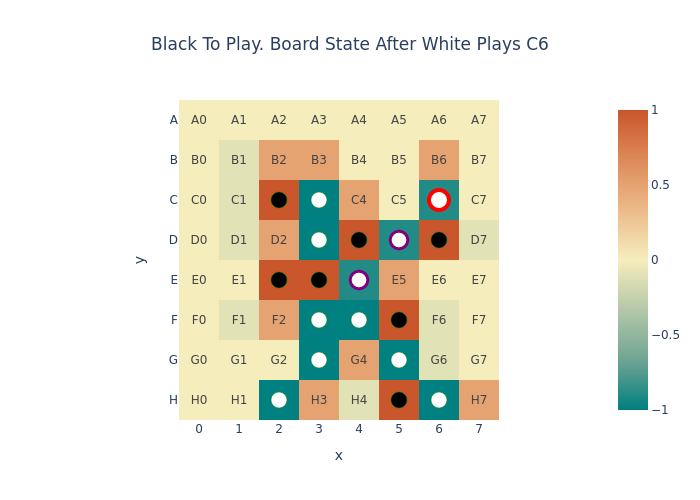 Black To Play. Board State After White Plays C6
A A0 A1 A2 A3 A4 A5 A6 A7
B B0 B1 B2 B3 B4 B5 B6 B7
C C0 C1 C4 C5 C7
D D0 D1 D2 D7
E E0 E1 E5 E6 E7
F F0 F1 F2 F6 F7
G G0 G1 G2 G4 G6 G7
H H0 H1 H3 H4 H7
0 1 2 3 4 5 6 7
x
y
1
0.5
0
−0.5
−1